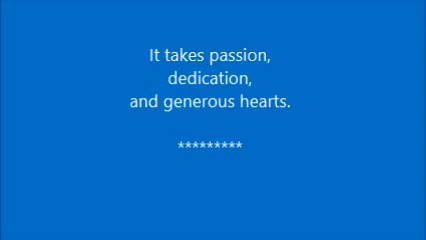 It takes passion,
dedication,
and generous hearts.
*********